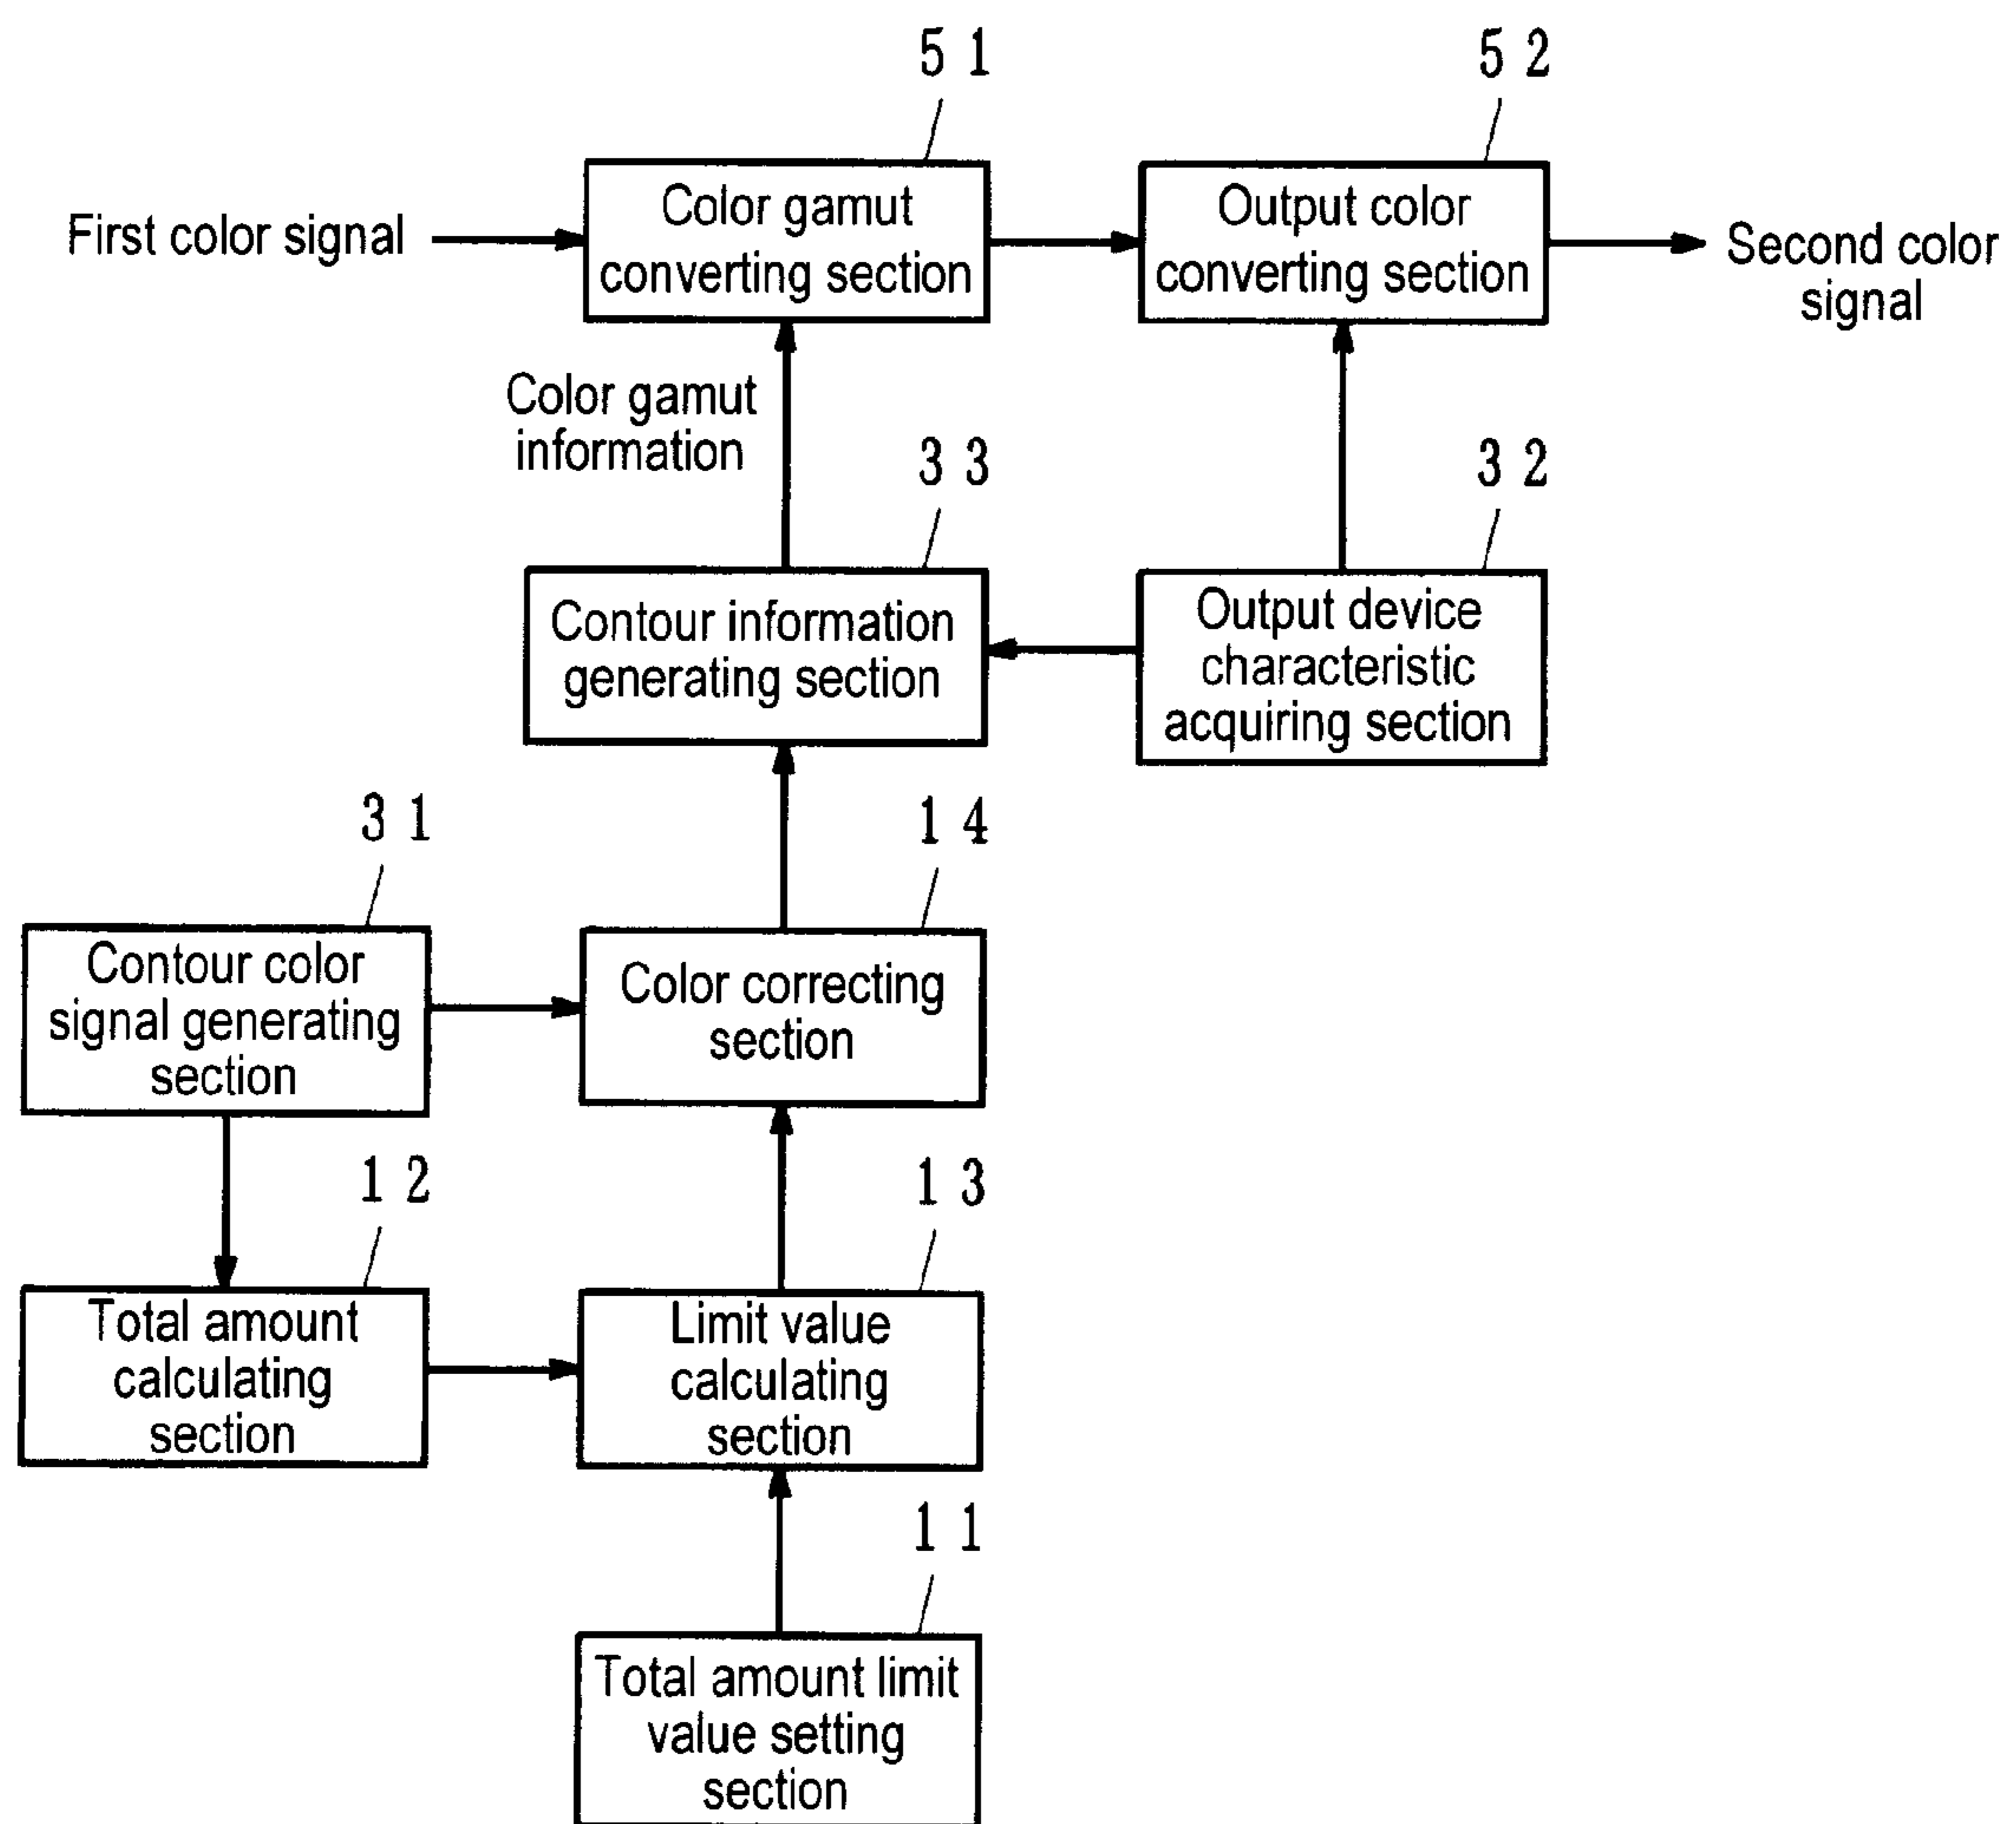 5 1
5 2
First color signal
Color gamut
converting section
Output color
converting section
Second color
signal
Color gamut
information
3 3
3 2
Contour information
generating section
Output device
characteristic
acquiring section
3 1
1 4
Contour color
signal generating
section
Color correcting
section
1 2
1 3
Total amount
calculating
section
Limit value
calculating
section
1 1
Total amount limit
value setting
section